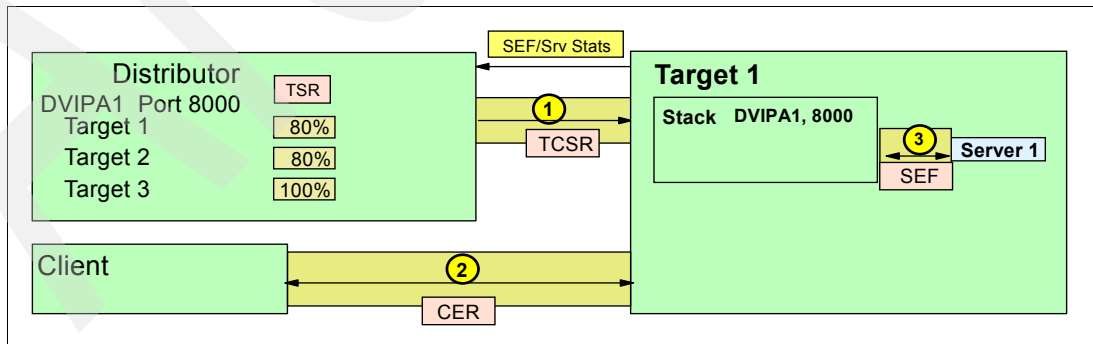 SEF/Srv Stats
Distributor
TSR
DVIPA1 Port 8000
Target 1 80%
Target 2 80%
Target 3 100%
1
TCSR
Target 1
Stack DVIPA1, 8000
3
Server 1
SEF
Client
2
CER